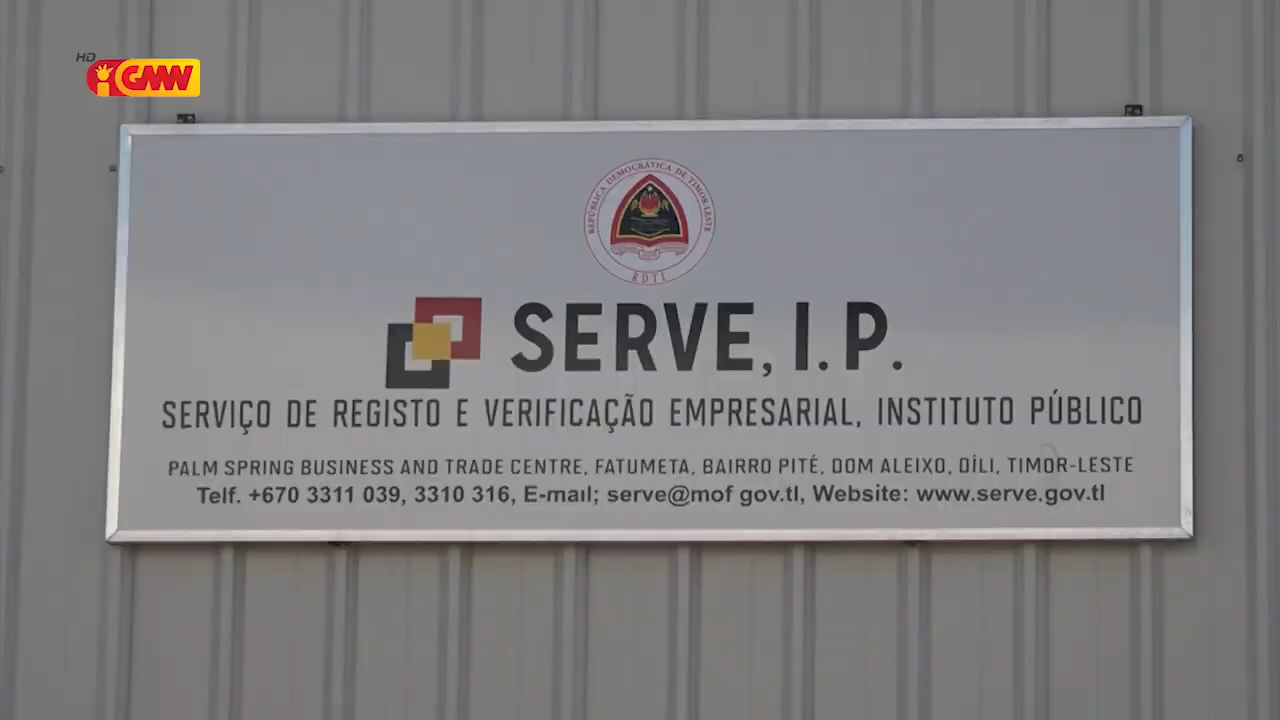 HD
GMN
REPÚBLICA DEMOCRÁTICA DE TIMOR-LESTE
RDTL
SERVE, I.P.
SERVIÇO DE REGISTO E VERIFICAÇÃO EMPRESARIAL, INSTITUTO PÚBLICO
PALM SPRING BUSINESS AND TRADE CENTRE, FATUMETA, BAIRRO PITÉ, DOM ALEIXO, DÍLI, TIMOR-LESTE
Telf. +670 3311 039, 3310 316, E-mail; serve@mof gov.tl, Website: www.serve.gov.tl